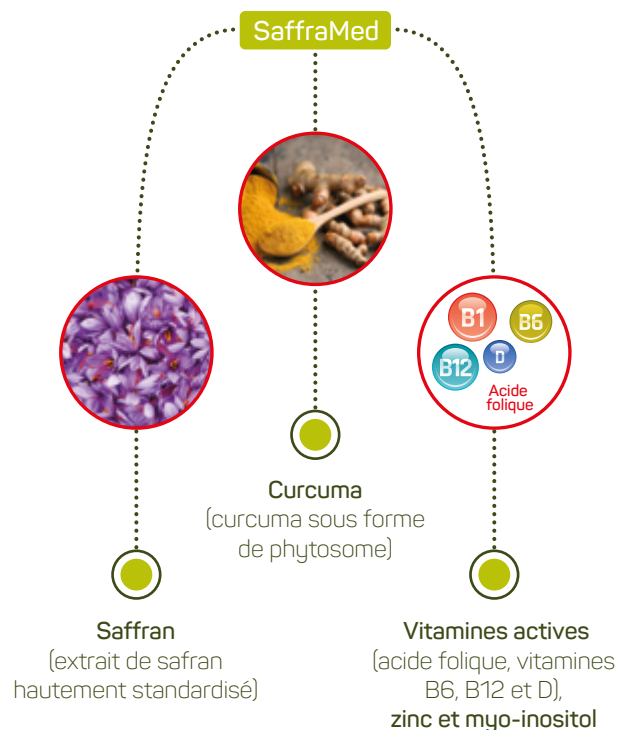 SaffraMed
B1
B6
B12
D
Acide
folique
Curcuma
(curcuma sous forme
de phytosome)
Saffran
(extrait de safran
hautement standardisé)
Vitamines actives
(acide folique, vitamines
B6, B12 et D),
zinc et myo-inositol